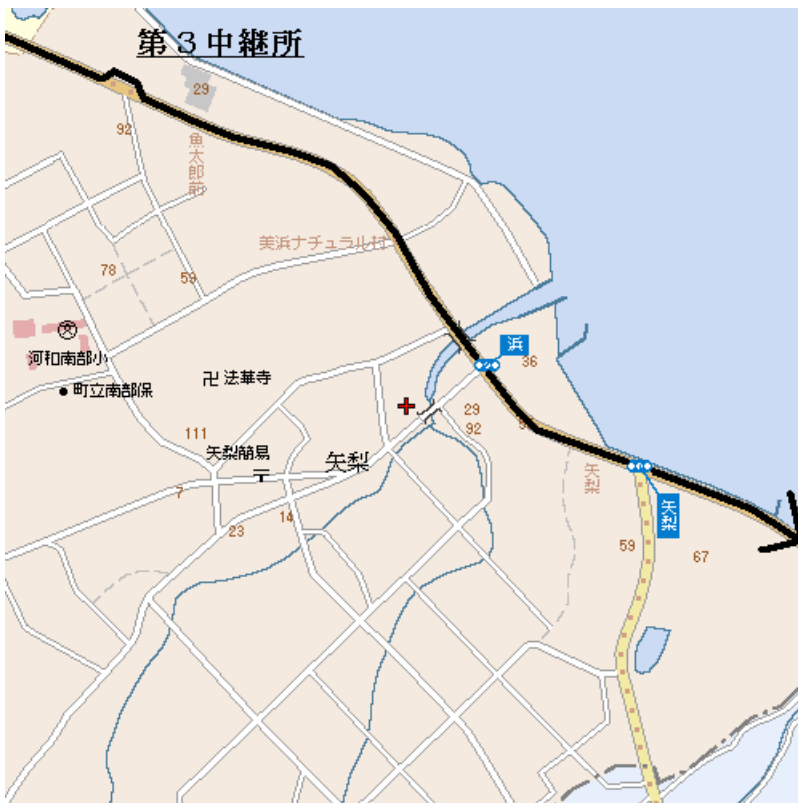 第３中継所
29
92
魚太郎前
美浜ナチュラル村
78
59
河和南部小
町立南部保
法華寺
浜
36
29
92
111
矢梨簡易
矢梨
7
23
14
矢梨
矢梨
59
67